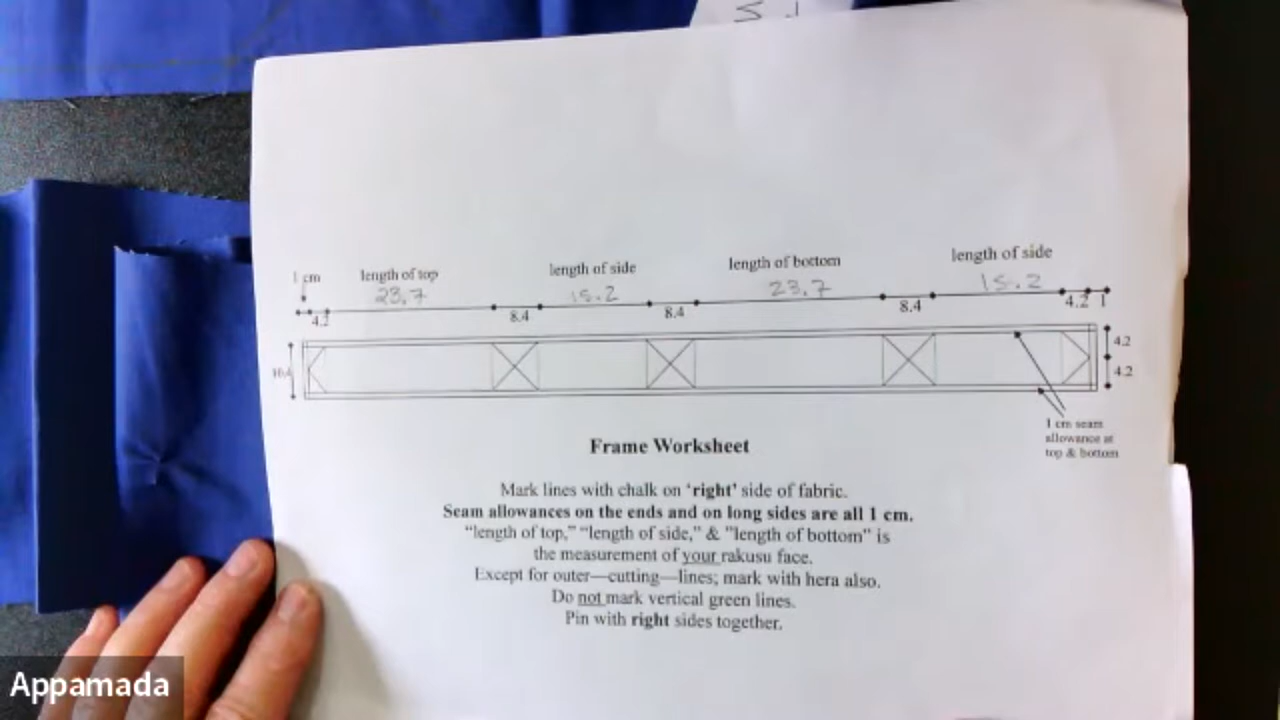 1 cm
length of top
length of side
length of bottom
length of side
23.7
15.2
23.7
15.2
4.2
8.4
8.4
8.4
4.2 1
4.2
4.2
1 cm seam
allowance at
top & bottom
Frame Worksheet
Mark lines with chalk on ‘right’ side of fabric.
Seam allowances on the ends and on long sides are all 1 cm.
“length of top,” “length of side,” & "length of bottom" is
the measurement of your rakusu face.
Except for outer—cutting—lines; mark with hera also.
Do not mark vertical green lines.
Pin with right sides together.
Appamada